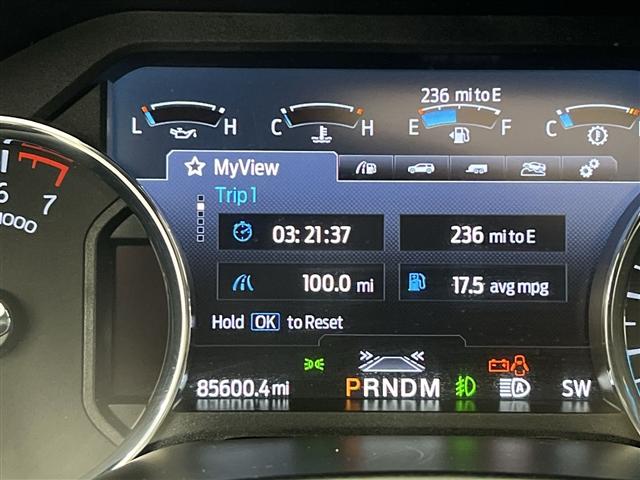 236 mi to E
L H C H E F C
MyView
Trip 1
03:21:37 236 mi to E
100.0 mi 17.5 avg mpg
Hold OK to Reset
6 7
1000
85600.4 mi PRNDM SW